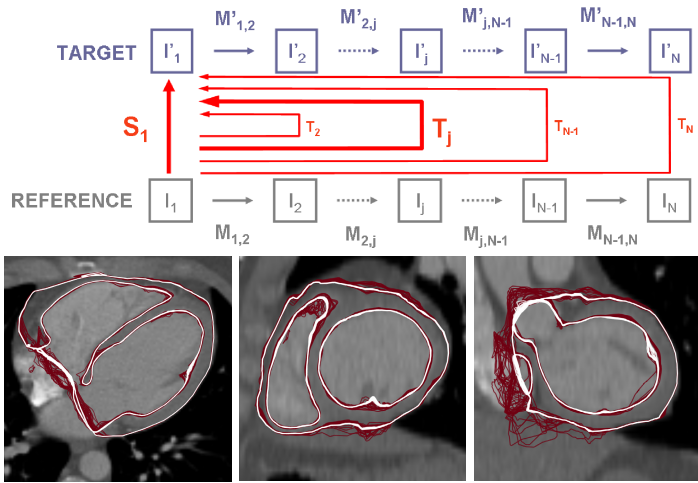 M'1,2 M'2,j M'j,N-1 M'N-1,N
TARGET I'1 I'2 I'j I'N-1 I'N
S1 T2 Tj TN-1 TN
REFERENCE I1 I2 Ij IN-1 IN
M1,2 M2,j Mj,N-1 MN-1,N